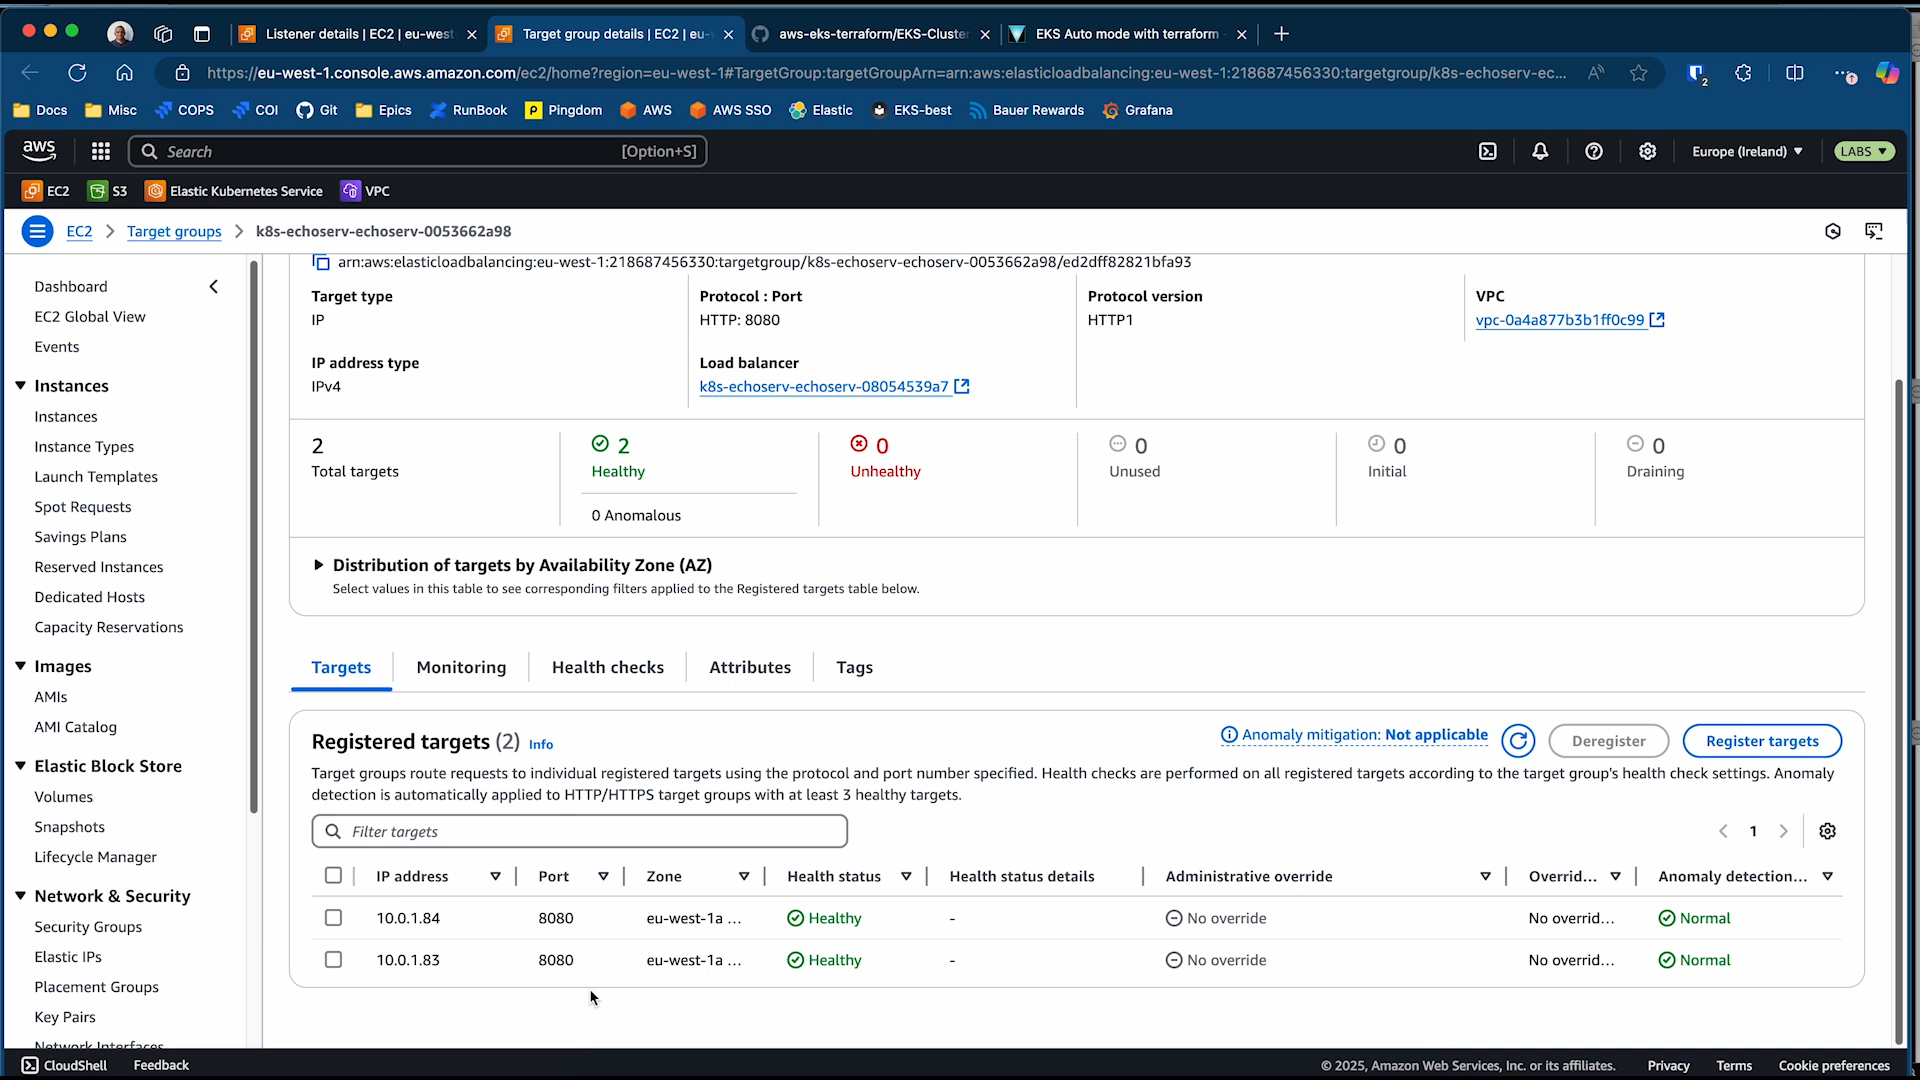 Listener details | EC2 | eu-west-
Target group details | EC2 | eu-
aws-eks-terraform/EKS-Cluster
EKS Auto mode with terraform
https://eu-west-1.console.aws.amazon.com/ec2/home?region=eu-west-1#TargetGroup:targetGroupArn=arn:aws:elasticloadbalancing:eu-west-1:218687456330:targetgroup/k8s-echoserv-ec...
Docs
Misc
COPS
COI
Git
Epics
RunBook
Pingdom
AWS
AWS SSO
Elastic
EKS-best
Bauer Rewards
Grafana
aws
Search
[Option+S]
Europe (Ireland)
LABS
EC2
S3
Elastic Kubernetes Service
VPC
EC2
Target groups
k8s-echoserv-echoserv-0053662a98
Dashboard
EC2 Global View
Events
Instances
Instances
Instance Types
Launch Templates
Spot Requests
Savings Plans
Reserved Instances
Dedicated Hosts
Capacity Reservations
Images
AMIs
AMI Catalog
Elastic Block Store
Volumes
Snapshots
Lifecycle Manager
Network & Security
Security Groups
Elastic IPs
Placement Groups
Key Pairs
Network Interfaces
arn:aws:elasticloadbalancing:eu-west-1:218687456330:targetgroup/k8s-echoserv-echoserv-0053662a98/ed2dff82821bfa93
Target type
IP
Protocol : Port
HTTP: 8080
Protocol version
HTTP1
VPC
vpc-0a4a877b3b1ff0c99
IP address type
IPv4
Load balancer
k8s-echoserv-echoserv-08054539a7
2
Total targets
2
Healthy
0 Anomalous
0
Unhealthy
0
Unused
0
Initial
0
Draining
Distribution of targets by Availability Zone (AZ)
Select values in this table to see corresponding filters applied to the Registered targets table below.
Targets
Monitoring
Health checks
Attributes
Tags
Registered targets (2) Info
Anomaly mitigation: Not applicable
Deregister
Register targets
Target groups route requests to individual registered targets using the protocol and port number specified. Health checks are performed on all registered targets according to the target group's health check settings. Anomaly
detection is automatically applied to HTTP/HTTPS target groups with at least 3 healthy targets.
Filter targets
1
IP address Port Zone Health status Health status details Administrative override Overrid... Anomaly detection...
10.0.1.84 8080 eu-west-1a ... Healthy - No override No overrid... Normal
10.0.1.83 8080 eu-west-1a ... Healthy - No override No overrid... Normal
CloudShell
Feedback
© 2025, Amazon Web Services, Inc. or its affiliates.
Privacy
Terms
Cookie preferences